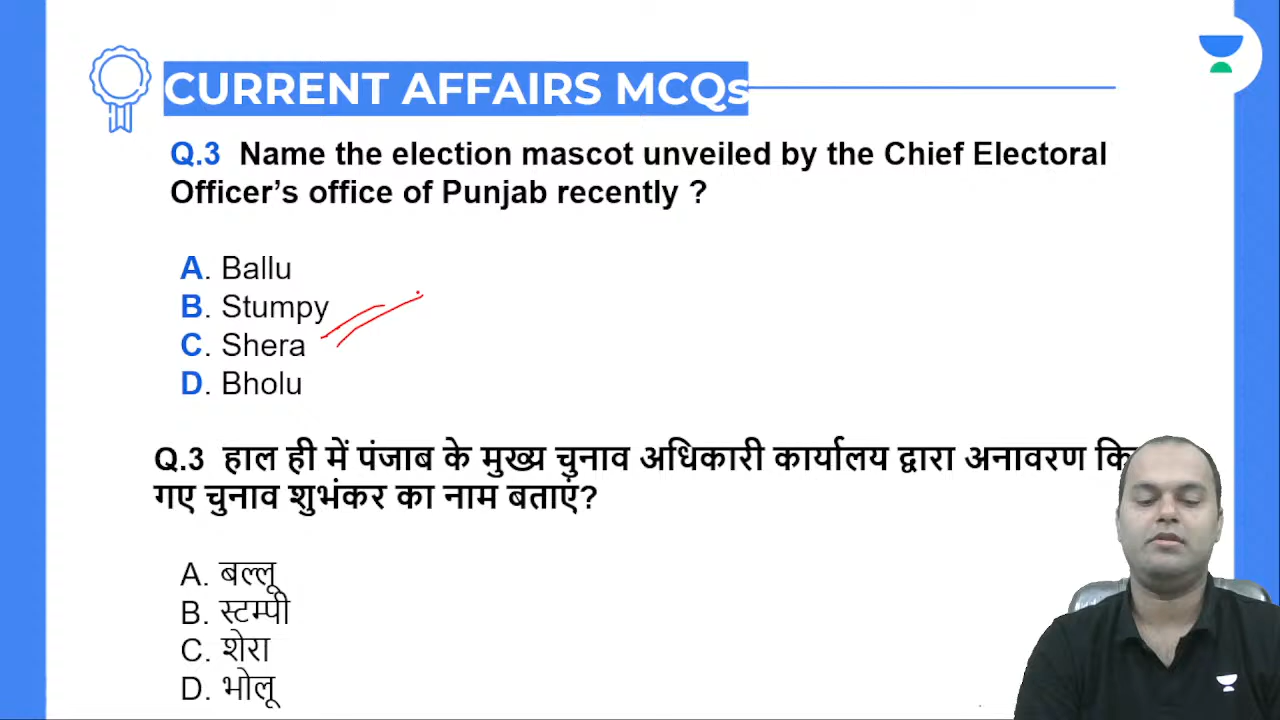 CURRENT AFFAIRS MCQs
Q.3 Name the election mascot unveiled by the Chief Electoral
Officer's office of Punjab recently ?
A. Ballu
B. Stumpy
C. Shera
D. Bholu
Q.3 हाल ही में पंजाब के मुख्य चुनाव अधिकारी कार्यालय द्वारा अनावरण कि
गए चुनाव शुभंकर का नाम बताएं?
A. बल्लू
B. स्टम्पी
C. शेरा
D. भोलू